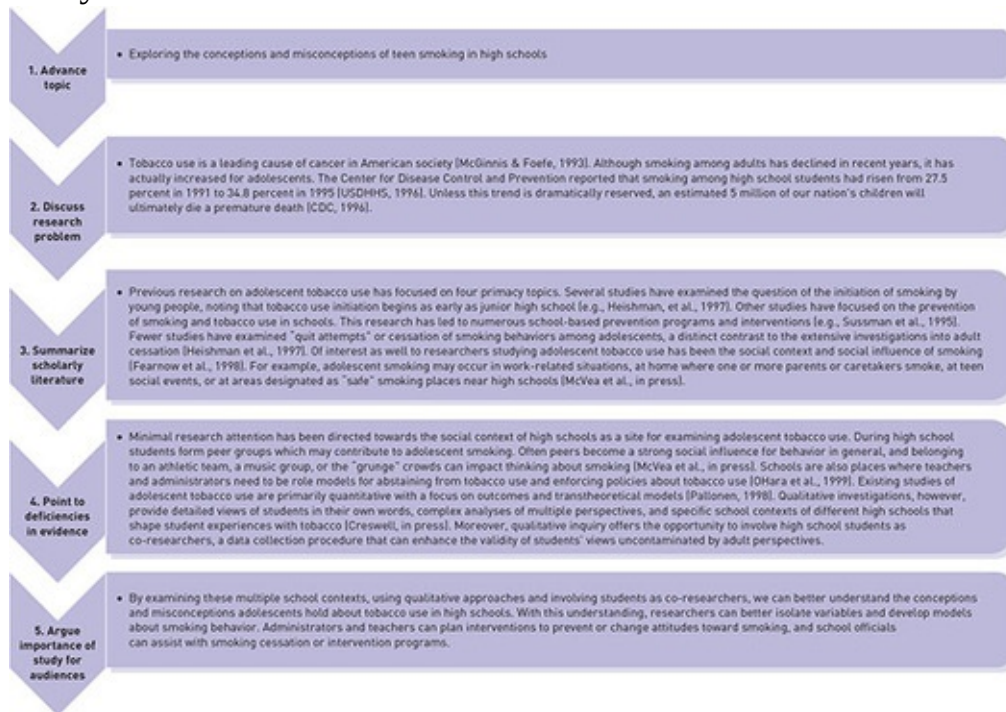 1. Advance
topic
• Exploring the conceptions and misconceptions of teen smoking in high schools
2. Discuss
research
problem
• Tobacco use is a leading cause of cancer in American society (McGinnis & Foefe, 1993). Although smoking among adults has declined in recent years, it has
actually increased for adolescents. The Center for Disease Control and Prevention reported that smoking among high school students had risen from 27.5
percent in 1991 to 34.8 percent in 1995 (USDHHS, 1996). Unless this trend is dramatically reserved, an estimated 5 million of our nation's children will
ultimately die a premature death (CDC, 1996).
3. Summarize
scholarly
literature
• Previous research on adolescent tobacco use has focused on four primacy topics. Several studies have examined the question of the initiation of smoking by
young people, noting that tobacco use initiation begins as early as junior high school (e.g., Heishman, et al., 1997). Other studies have focused on the prevention
of smoking and tobacco use in schools. This research has led to numerous school-based prevention programs and interventions (e.g., Sussman et al., 1995).
Fewer studies have examined "quit attempts" or cessation of smoking behaviors among adolescents, a distinct contrast to the extensive investigations into adult
cessation (Heishman et al., 1997). Of interest as well to researchers studying adolescent tobacco use has been the social context and social influence of smoking
(Fearnow et al., 1998). For example, adolescent smoking may occur in work-related situations, at home where one or more parents or caretakers smoke, at teen
social events, or at areas designated as "safe" smoking places near high schools (McVea et al., in press).
4. Point to
deficiencies
in evidence
• Minimal research attention has been directed towards the social context of high schools as a site for examining adolescent tobacco use. During high school
students form peer groups which may contribute to adolescent smoking. Often peers become a strong social influence for behavior in general, and belonging
to an athletic team, a music group, or the "grunge" crowds can impact thinking about smoking (McVea et al., in press). Schools are also places where teachers
and administrators need to be role models for abstaining from tobacco use and enforcing policies about tobacco use (OHara et al., 1999). Existing studies of
adolescent tobacco use are primarily quantitative with a focus on outcomes and transtheoretical models (Pallonen, 1998). Qualitative investigations, however,
provide detailed views of students in their own words, complex analyses of multiple perspectives, and specific school contexts of different high schools that
shape student experiences with tobacco (Creswell, in press). Moreover, qualitative inquiry offers the opportunity to involve high school students as
co-researchers, a data collection procedure that can enhance the validity of students' views uncontaminated by adult perspectives.
5. Argue
importance of
study for
audiences
• By examining these multiple school contexts, using qualitative approaches and involving students as co-researchers, we can better understand the conceptions
and misconceptions adolescents hold about tobacco use in high schools. With this understanding, researchers can better isolate variables and develop models
about smoking behavior. Administrators and teachers can plan interventions to prevent or change attitudes toward smoking, and school officials
can assist with smoking cessation or intervention programs.